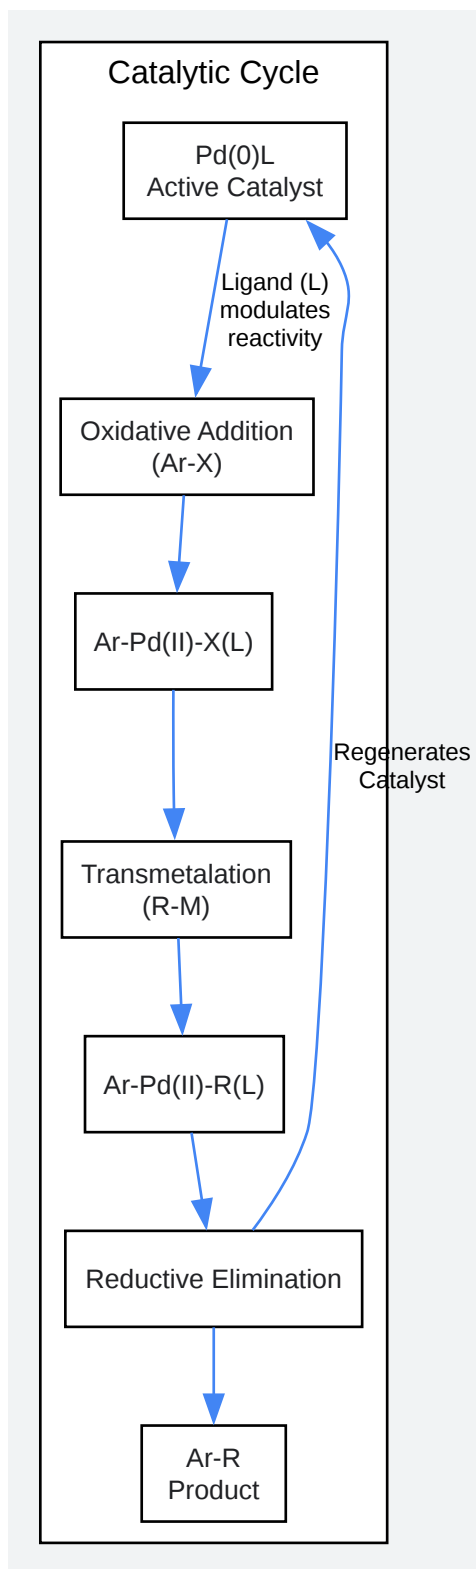 Catalytic Cycle
Pd(0)L
Active Catalyst
Ligand (L)
modulates
reactivity
Oxidative Addition
(Ar-X)
Ar-Pd(II)-X(L)
Regenerates
Catalyst
Transmetalation
(R-M)
Ar-Pd(II)-R(L)
Reductive Elimination
Ar-R
Product